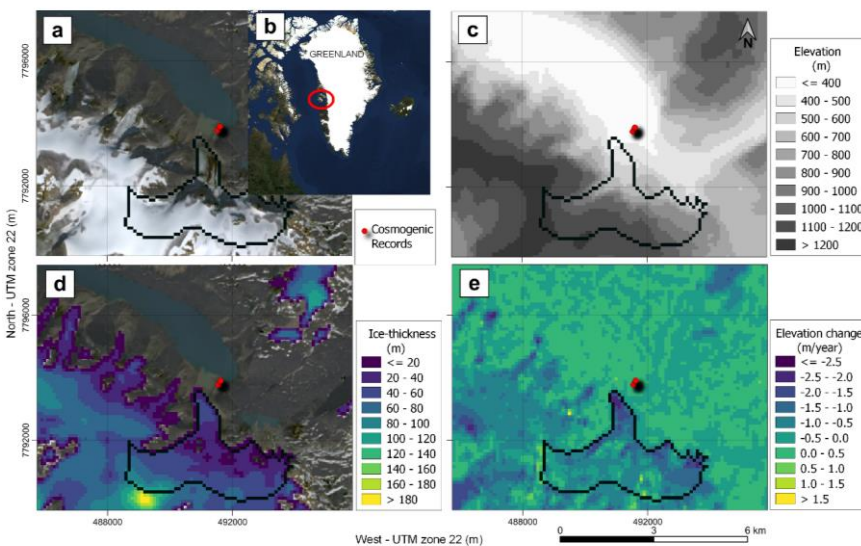 a
b
GREENLAND
c
N
Elevation
(m)
<= 400
400 - 500
500 - 600
600 - 700
700 - 800
800 - 900
900 - 1000
1000 - 1100
1100 - 1200
> 1200
7796000
7792000
Cosmogenic
Records
North - UTM zone 22 (m)
d
Ice-thickness
(m)
<= 20
20 - 40
40 - 60
60 - 80
80 - 100
100 - 120
120 - 140
140 - 160
160 - 180
> 180
e
Elevation change
(m/year)
<= -2.5
-2.5 - -2.0
-2.0 - -1.5
-1.5 - -1.0
-1.0 - -0.5
-0.5 - 0.0
0.0 - 0.5
0.5 - 1.0
1.0 - 1.5
> 1.5
7796000
7792000
488000
492000
488000
492000
West - UTM zone 22 (m)
0
3
6 km